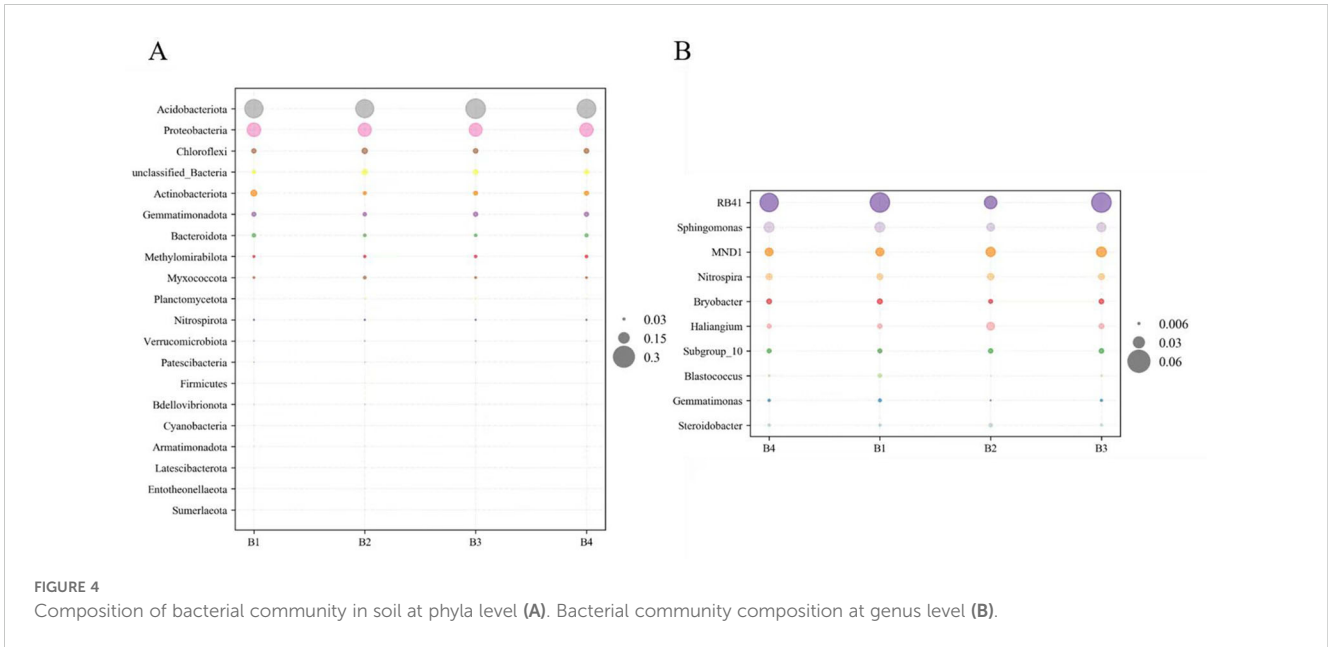 A
Acidobacteriota
Proteobacteria
Chloroflexi
unclassified_Bacteria
Actinobacteriota
Gemmatimonadota
Bacteroidota
Methylomirabilota
Myxococcota
Planctomycetota
Nitrospirota
Verrucomicrobiota
Patescibacteria
Firmicutes
Bdellovibrionota
Cyanobacteria
Armatimonadota
Latescibacterota
Entotheonellaeota
Sumerlaeota
B1 B2 B3 B4
0.03
0.15
0.3
B
RB41
Sphingomonas
MND1
Nitrospira
Bryobacter
Haliangium
Subgroup_10
Blastococcus
Gemmatimonas
Steroidobacter
B4 B1 B2 B3
0.006
0.03
0.06
FIGURE 4
Composition of bacterial community in soil at phyla level (A). Bacterial community composition at genus level (B).